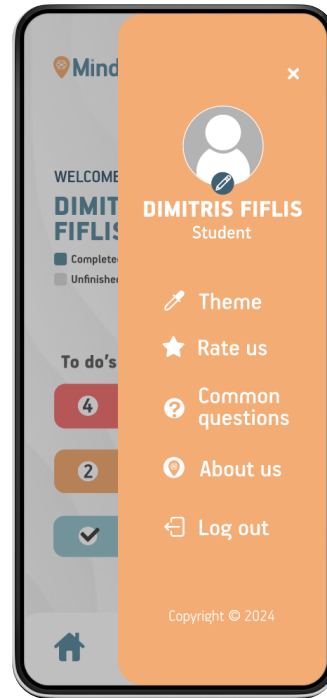 Mind
WELCOME
DIMIT
FIFLIS
Complete
Unfinishe
To do's
4
2
DIMITRIS FIFLIS
Student
Theme
Rate us
Common
questions
About us
Log out
Copyright © 2024